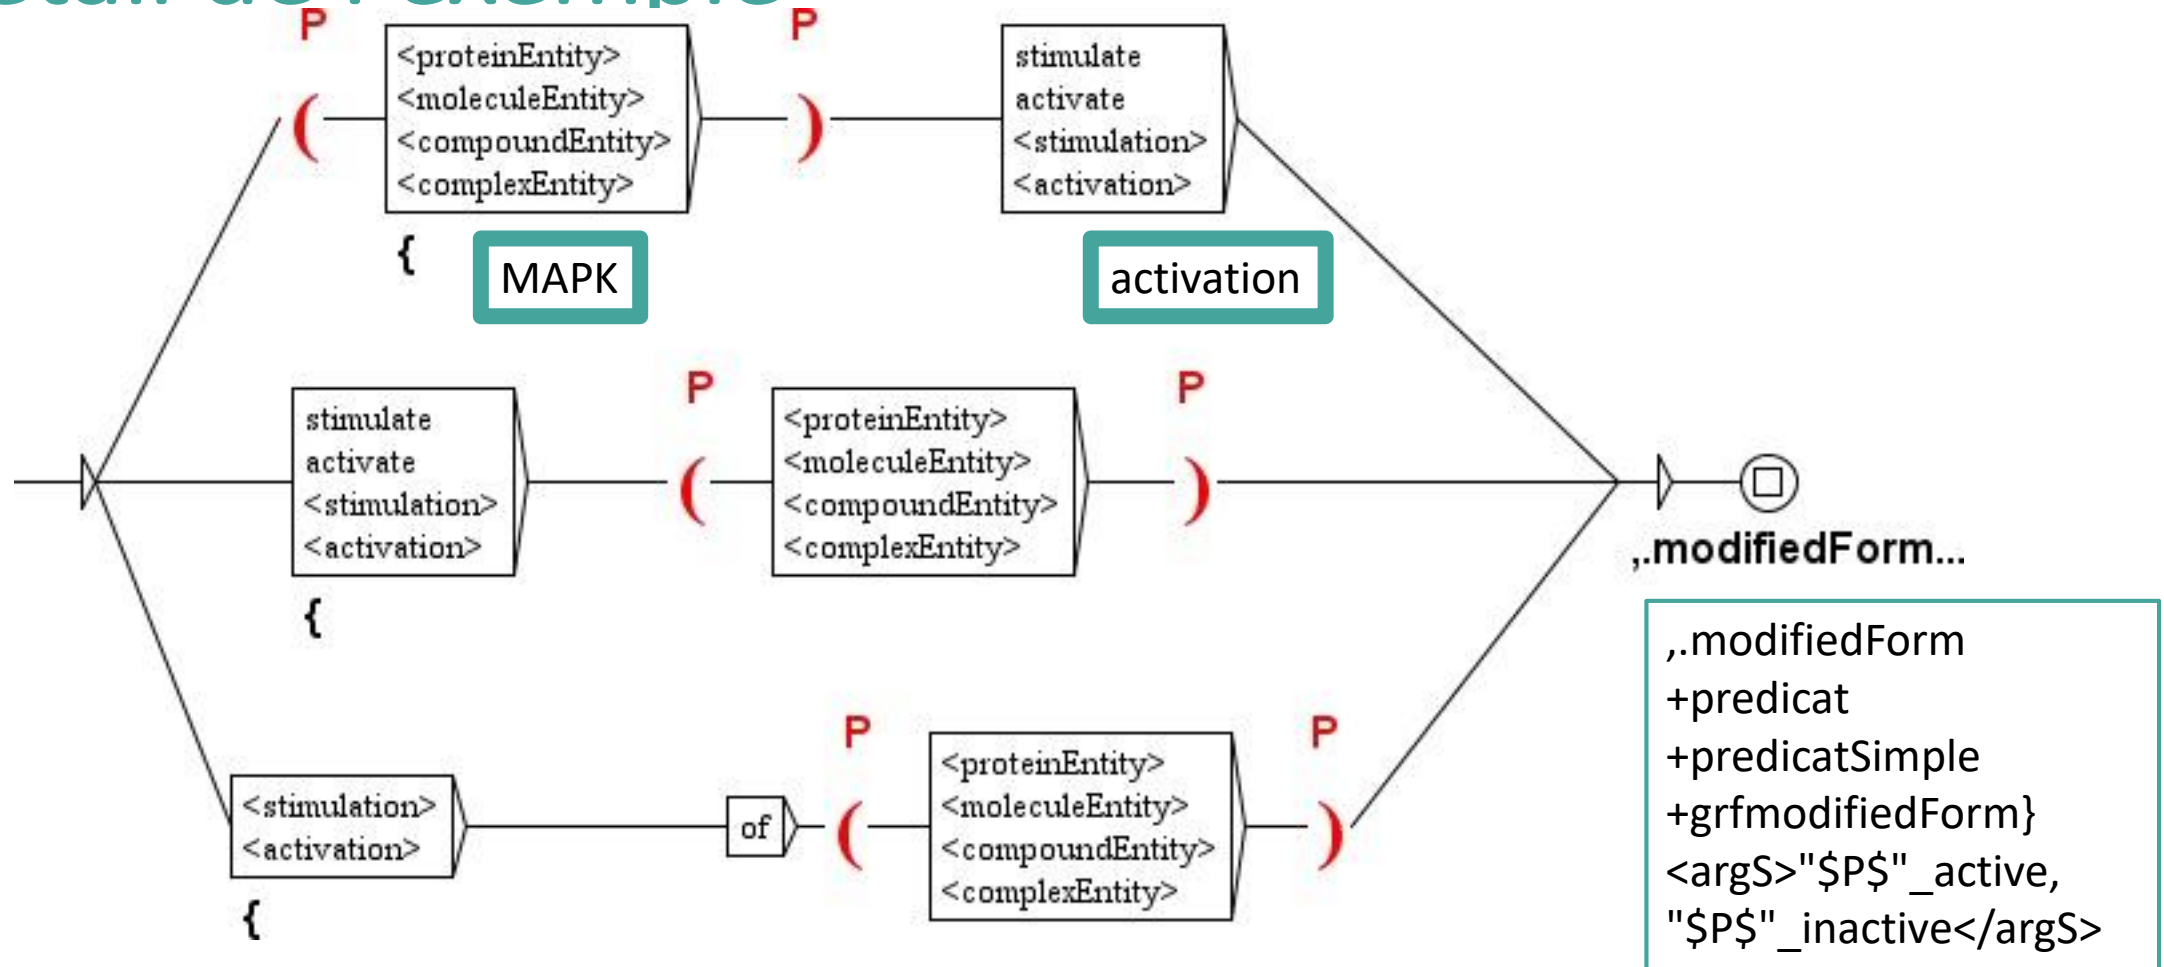 P P
( <proteinEntity>
<moleculeEntity>
<compoundEntity>
<complexEntity> )
stimulate
activate
<stimulation>
<activation>
{
MAPK
activation
P P
stimulate
activate
<stimulation>
<activation>
{
( <proteinEntity>
<moleculeEntity>
<compoundEntity>
<complexEntity> )
,.modifiedForm...
P P
<stimulation>
<activation>
{
of
( <proteinEntity>
<moleculeEntity>
<compoundEntity>
<complexEntity> )
,.modifiedForm
+predicat
+predicatSimple
+grfmodifiedForm}
<argS>"$P$"_active,
"$P$"_inactive</argS>